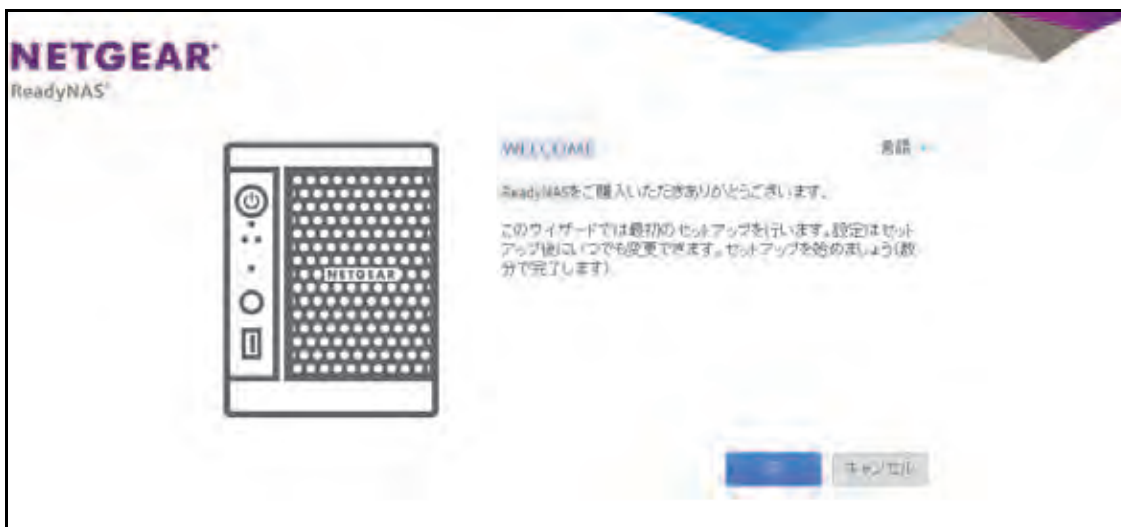 NETGEAR
ReadyNAS
WELCOME
言語
ReadyNASをご購入いただきありがとうございます。
このウィザードでは最初のセットアップを行います。設定はセット
アップ後にいつでも変更できます。セットアップを始めましょう(数
分で完了します)
NETGEAR
キャンセル